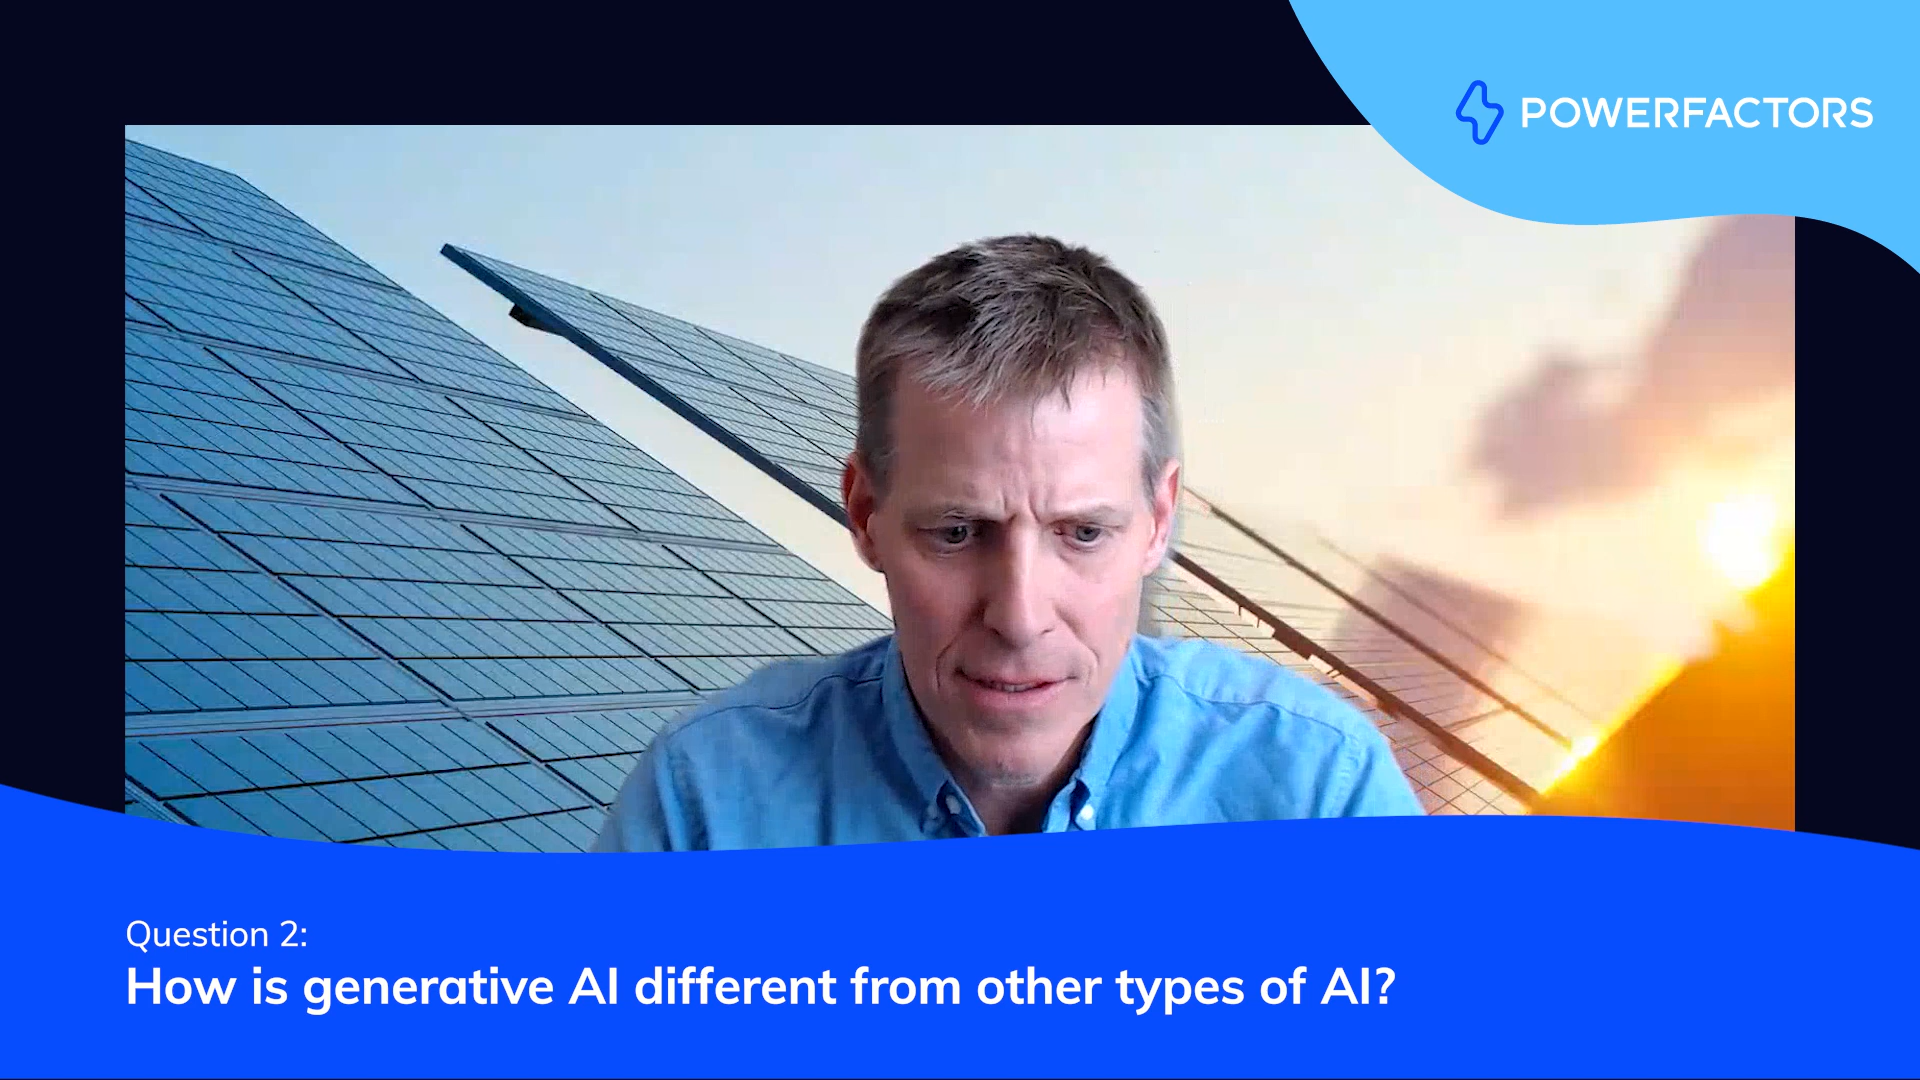 POWERFACTORS
Question 2:
How is generative AI different from other types of AI?